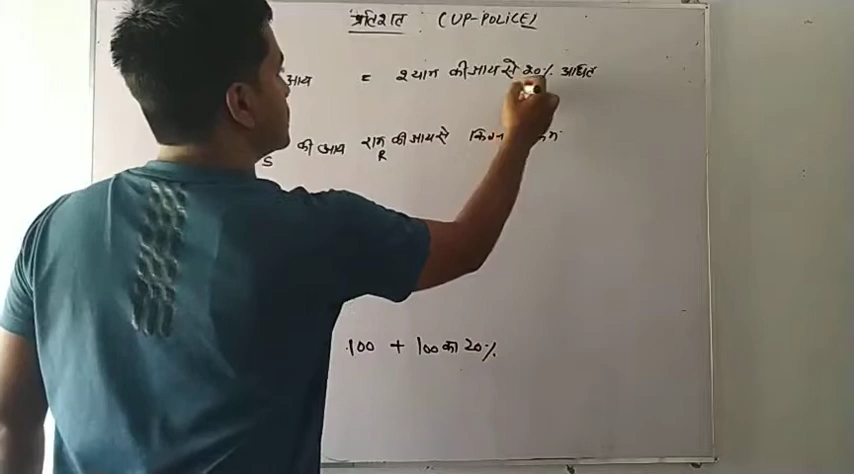 प्रतिशत (UP-POLICE)
आय = श्याम की आय से 20% अधिक
की आय राम की आय से
S R
100 + 100 का 20%